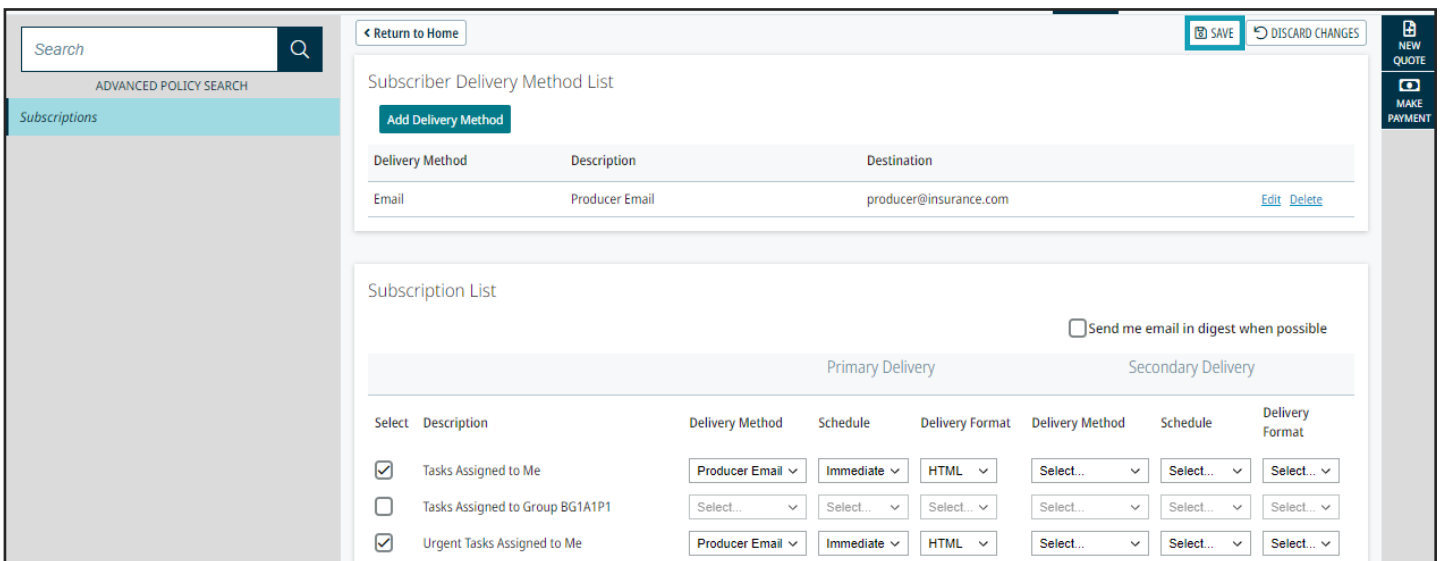 Search
ADVANCED POLICY SEARCH
Subscriptions
Return to Home
SAVE
DISCARD CHANGES
NEW
QUOTE
MAKE
PAYMENT
Subscriber Delivery Method List
Add Delivery Method
Delivery Method Description Destination
Email Producer Email producer@insurance.com Edit Delete
Subscription List
Send me email in digest when possible
Primary Delivery Secondary Delivery
Select Description Delivery Method Schedule Delivery Format Delivery Method Schedule Delivery
Format
Tasks Assigned to Me Producer Email Immediate HTML Select... Select... Select...
Tasks Assigned to Group BG1A1P1 Select... Select... Select... Select... Select... Select...
Urgent Tasks Assigned to Me Producer Email Immediate HTML Select... Select... Select...